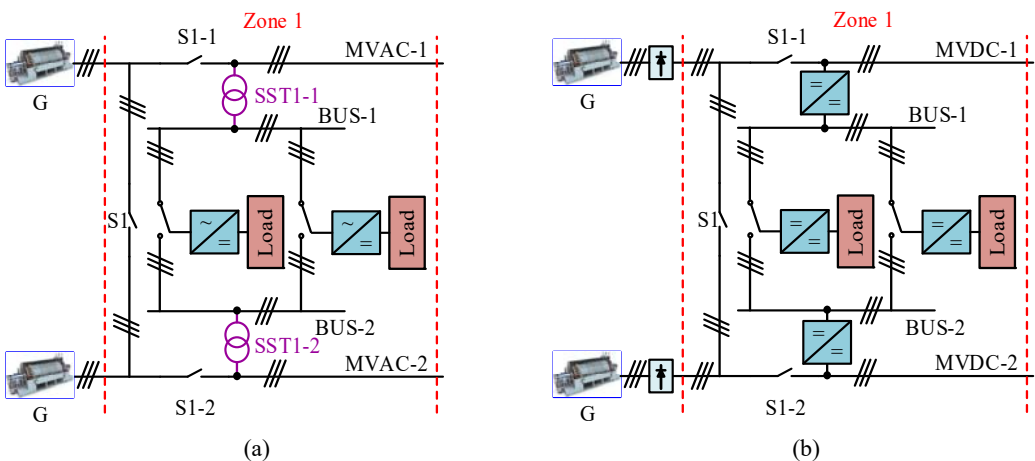 Zone 1
S1-1
MVAC-1
G
SST1-1
BUS-1
S1
~
=
Load
~
=
Load
BUS-2
SST1-2
MVAC-2
G
S1-2
(a)
Zone 1
S1-1
MVDC-1
G
=
=
BUS-1
S1
=
=
Load
=
=
Load
BUS-2
=
=
MVDC-2
G
S1-2
(b)